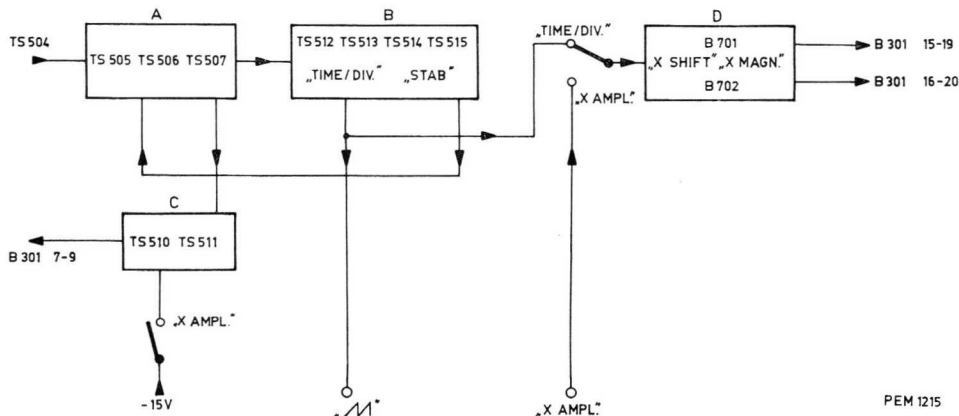 A
TS 504
TS 505 TS 506 TS 507
B
TS 512 TS 513 TS 514 TS 515
„TIME/DIV.” „STAB”
„TIME/DIV.”
„X AMPL.”
D
B 701
„X SHIFT” „X MAGN.”
B 702
B 301 15-19
B 301 16-20
C
TS 510 TS 511
B 301 7-9
„X AMPL.”
-15V
„X AMPL.”
PEM 1215